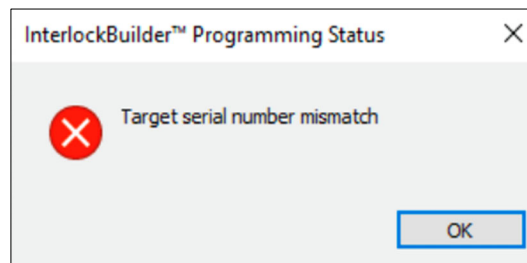 InterlockBuilder™ Programming Status
Target serial number mismatch
OK